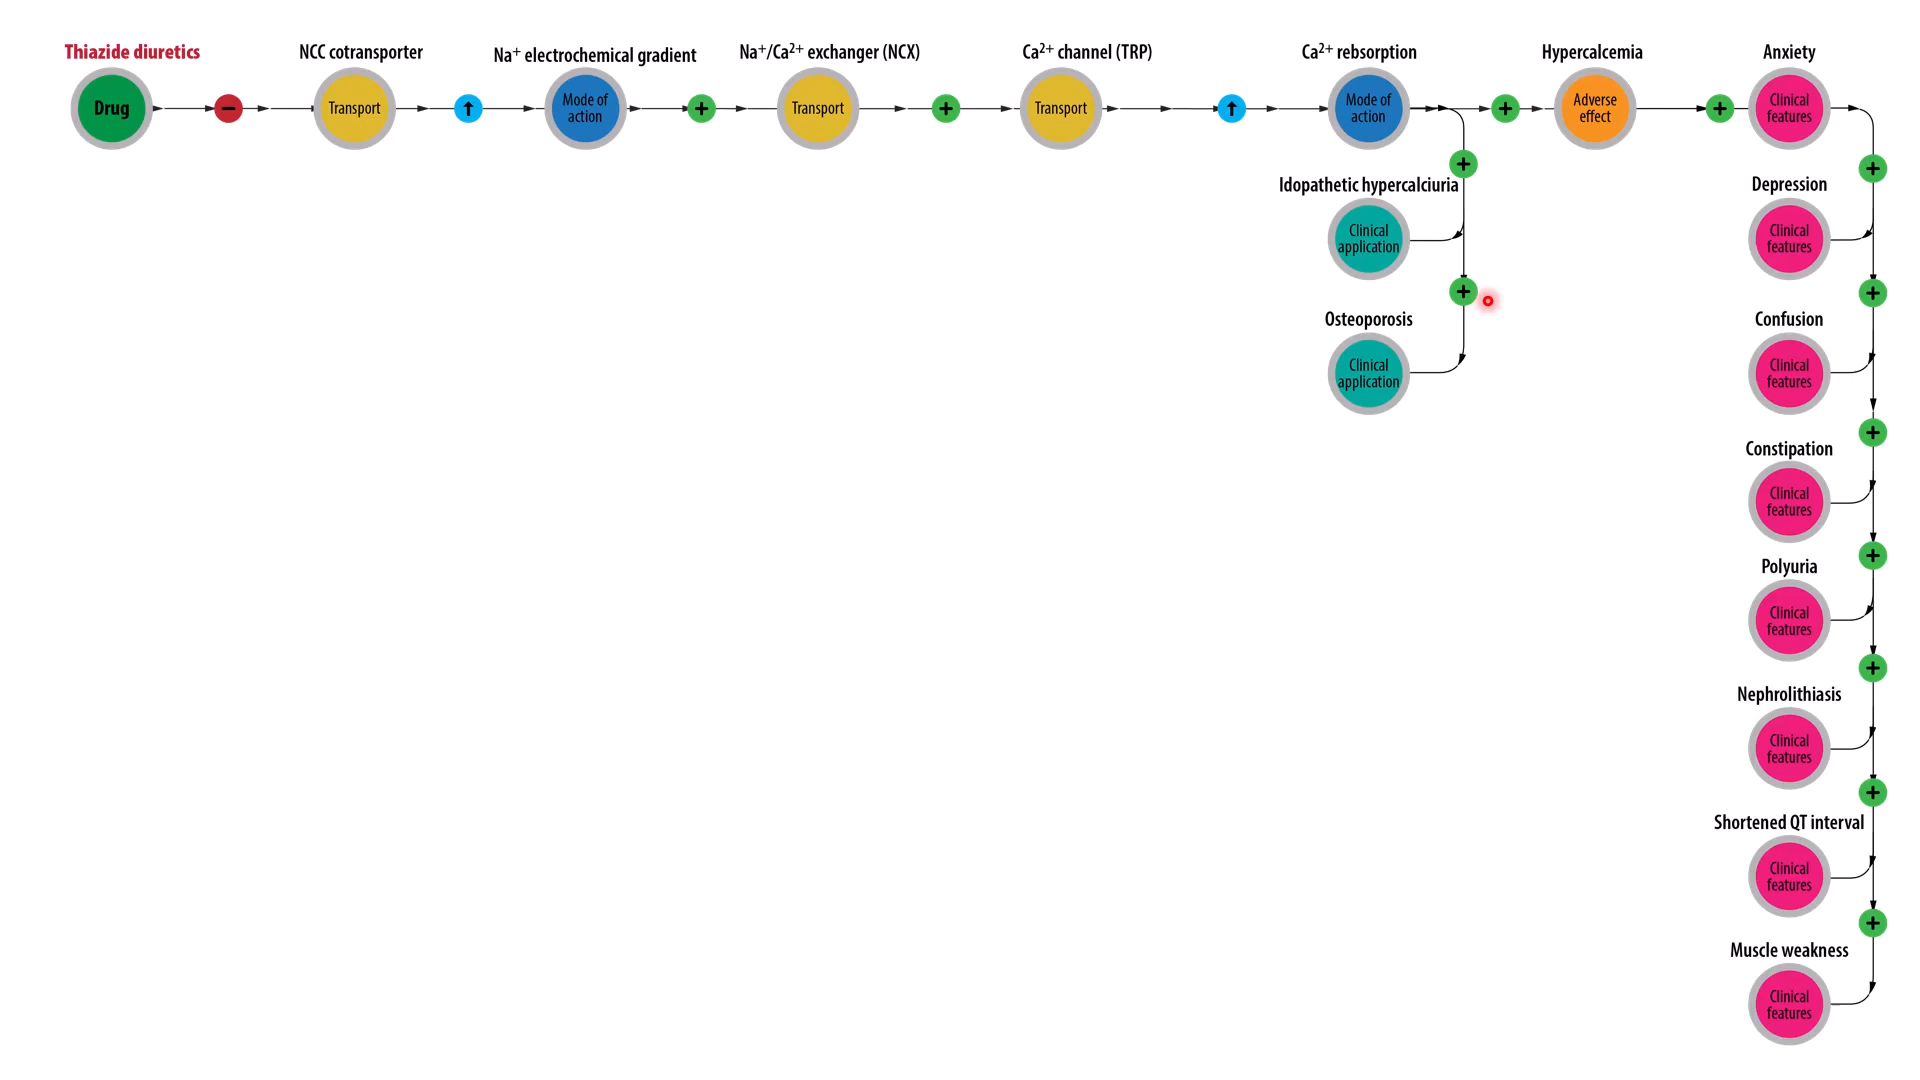 Thiazide diuretics
Drug
NCC cotransporter
Transport
Na⁺ electrochemical gradient
Mode of
action
Na⁺/Ca²⁺ exchanger (NCX)
Transport
Ca²⁺ channel (TRP)
Transport
Ca²⁺ rebsorption
Mode of
action
Hypercalcemia
Adverse
effect
Anxiety
Clinical
features
Idopathetic hypercalciuria
Clinical
application
Osteoporosis
Clinical
application
Depression
Clinical
features
Confusion
Clinical
features
Constipation
Clinical
features
Polyuria
Clinical
features
Nephrolithiasis
Clinical
features
Shortened QT interval
Clinical
features
Muscle weakness
Clinical
features